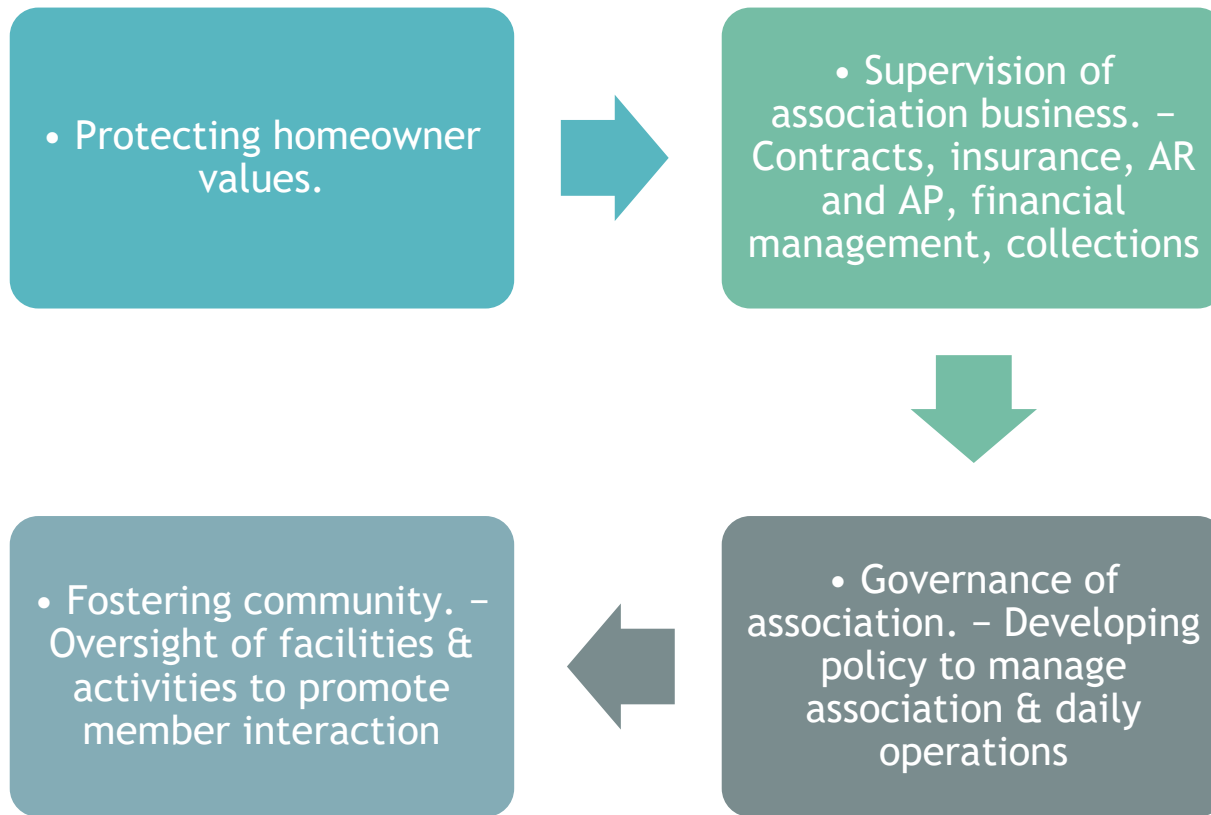 • Protecting homeowner
values.
• Supervision of
association business. −
Contracts, insurance, AR
and AP, financial
management, collections
• Governance of
association. − Developing
policy to manage
association & daily
operations
• Fostering community. −
Oversight of facilities &
activities to promote
member interaction